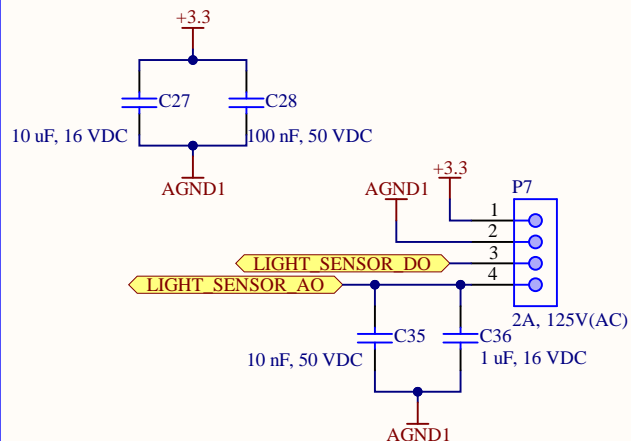 +3.3
C27
C28
10 uF, 16 VDC
100 nF, 50 VDC
AGND1
+3.3
AGND1
P7
1
2
3
4
LIGHT_SENSOR_DO
LIGHT_SENSOR_AO
2A, 125V(AC)
C35
C36
10 nF, 50 VDC
1 uF, 16 VDC
AGND1